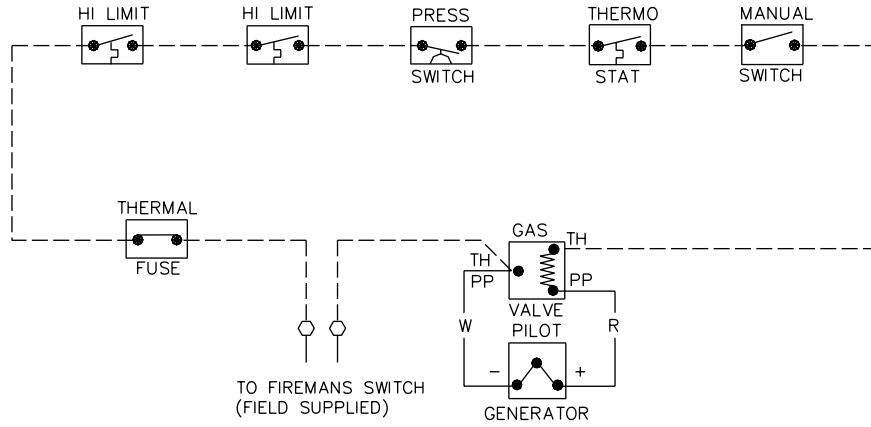 HI LIMIT
HI LIMIT
PRESS
SWITCH
THERMO
STAT
MANUAL
SWITCH
THERMAL
FUSE
GAS
TH
TH
PP
PP
VALVE
PILOT
W
R
-
+
GENERATOR
TO FIREMANS SWITCH
(FIELD SUPPLIED)